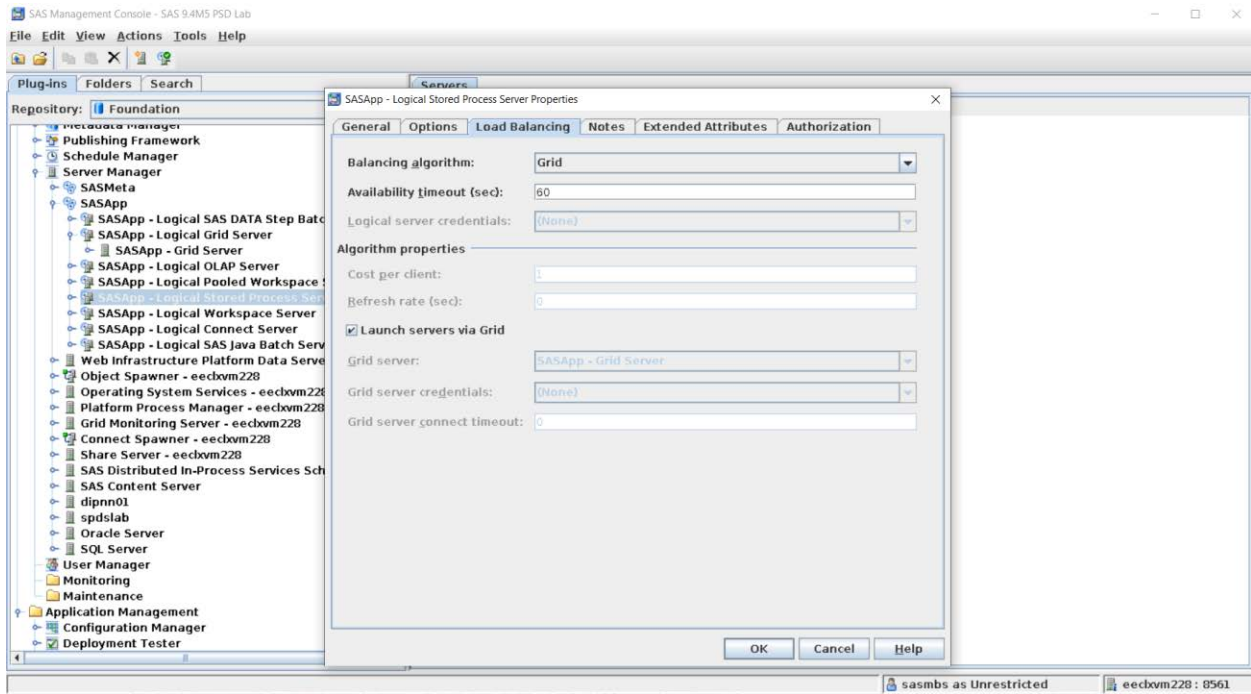 SAS Management Console - SAS 9.4M5 PSD Lab
File Edit View Actions Tools Help
Plug-ins Folders Search
Servers
Repository: Foundation
Metadata Manager
Publishing Framework
Schedule Manager
Server Manager
SASMeta
SASApp
SASApp - Logical SAS DATA Step Batc
SASApp - Logical Grid Server
SASApp - Grid Server
SASApp - Logical OLAP Server
SASApp - Logical Pooled Workspace S
SASApp - Logical Stored Process Ser
SASApp - Logical Workspace Server
SASApp - Logical Connect Server
SASApp - Logical SAS Java Batch Serv
Web Infrastructure Platform Data Serve
Object Spawner - eeclxvm228
Operating System Services - eeclxvm228
Platform Process Manager - eeclxvm228
Grid Monitoring Server - eeclxvm228
Connect Spawner - eeclxvm228
Share Server - eeclxvm228
SAS Distributed In-Process Services Sch
SAS Content Server
dipnn01
spdslab
Oracle Server
SQL Server
User Manager
Monitoring
Maintenance
Application Management
Configuration Manager
Deployment Tester
SASApp - Logical Stored Process Server Properties
General Options Load Balancing Notes Extended Attributes Authorization
Balancing algorithm: Grid
Availability timeout (sec): 60
Logical server credentials: (None)
Algorithm properties
Cost per client: 1
Refresh rate (sec): 0
Launch servers via Grid
Grid server: SASApp - Grid Server
Grid server credentials: (None)
Grid server connect timeout: 0
OK Cancel Help
sasmbs as Unrestricted
eeclxvm228 : 8561